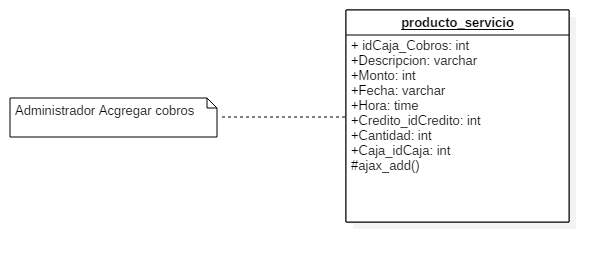 producto_servicio
+ idCaja_Cobros: int
+Descripcion: varchar
+Monto: int
+Fecha: varchar
+Hora: time
+Credito_idCredito: int
+Cantidad: int
+Caja_idCaja: int
#ajax_add()
Administrador Acgregar cobros